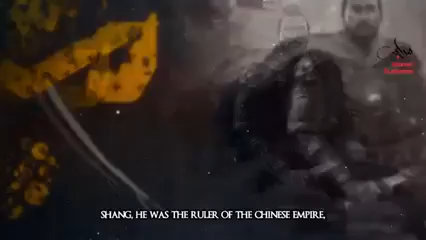 SHANG, HE WAS THE RULER OF THE CHINESE EMPIRE,